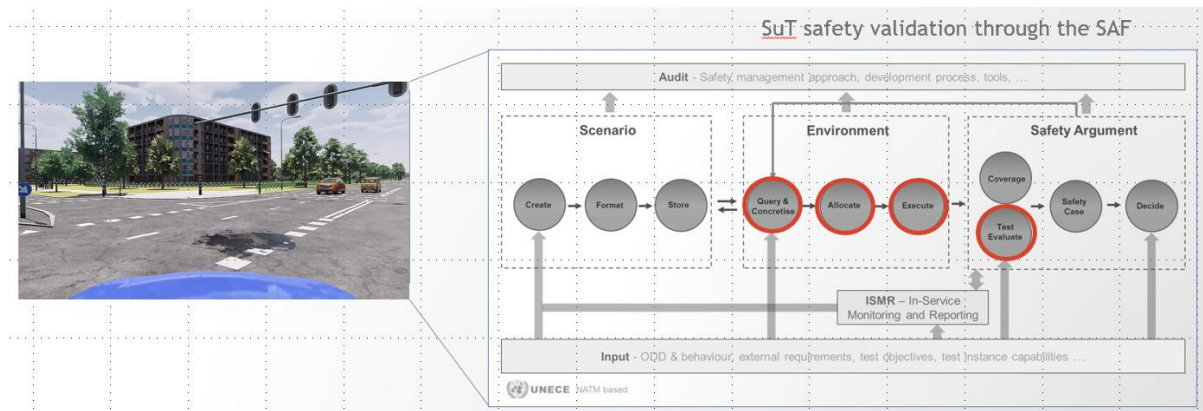 SuT safety validation through the SAF
Audit - Safety management approach, development process, tools, ...
Scenario
Environment
Safety Argument
Create
Format
Store
Query &
Concretise
Allocate
Execute
Coverage
Test
Evaluate
Safety
Case
Decide
ISMR – In-Service
Monitoring and Reporting
Input - ODD & behaviour, external requirements, test objectives, test instance capabilities ...
UNECE NATM based